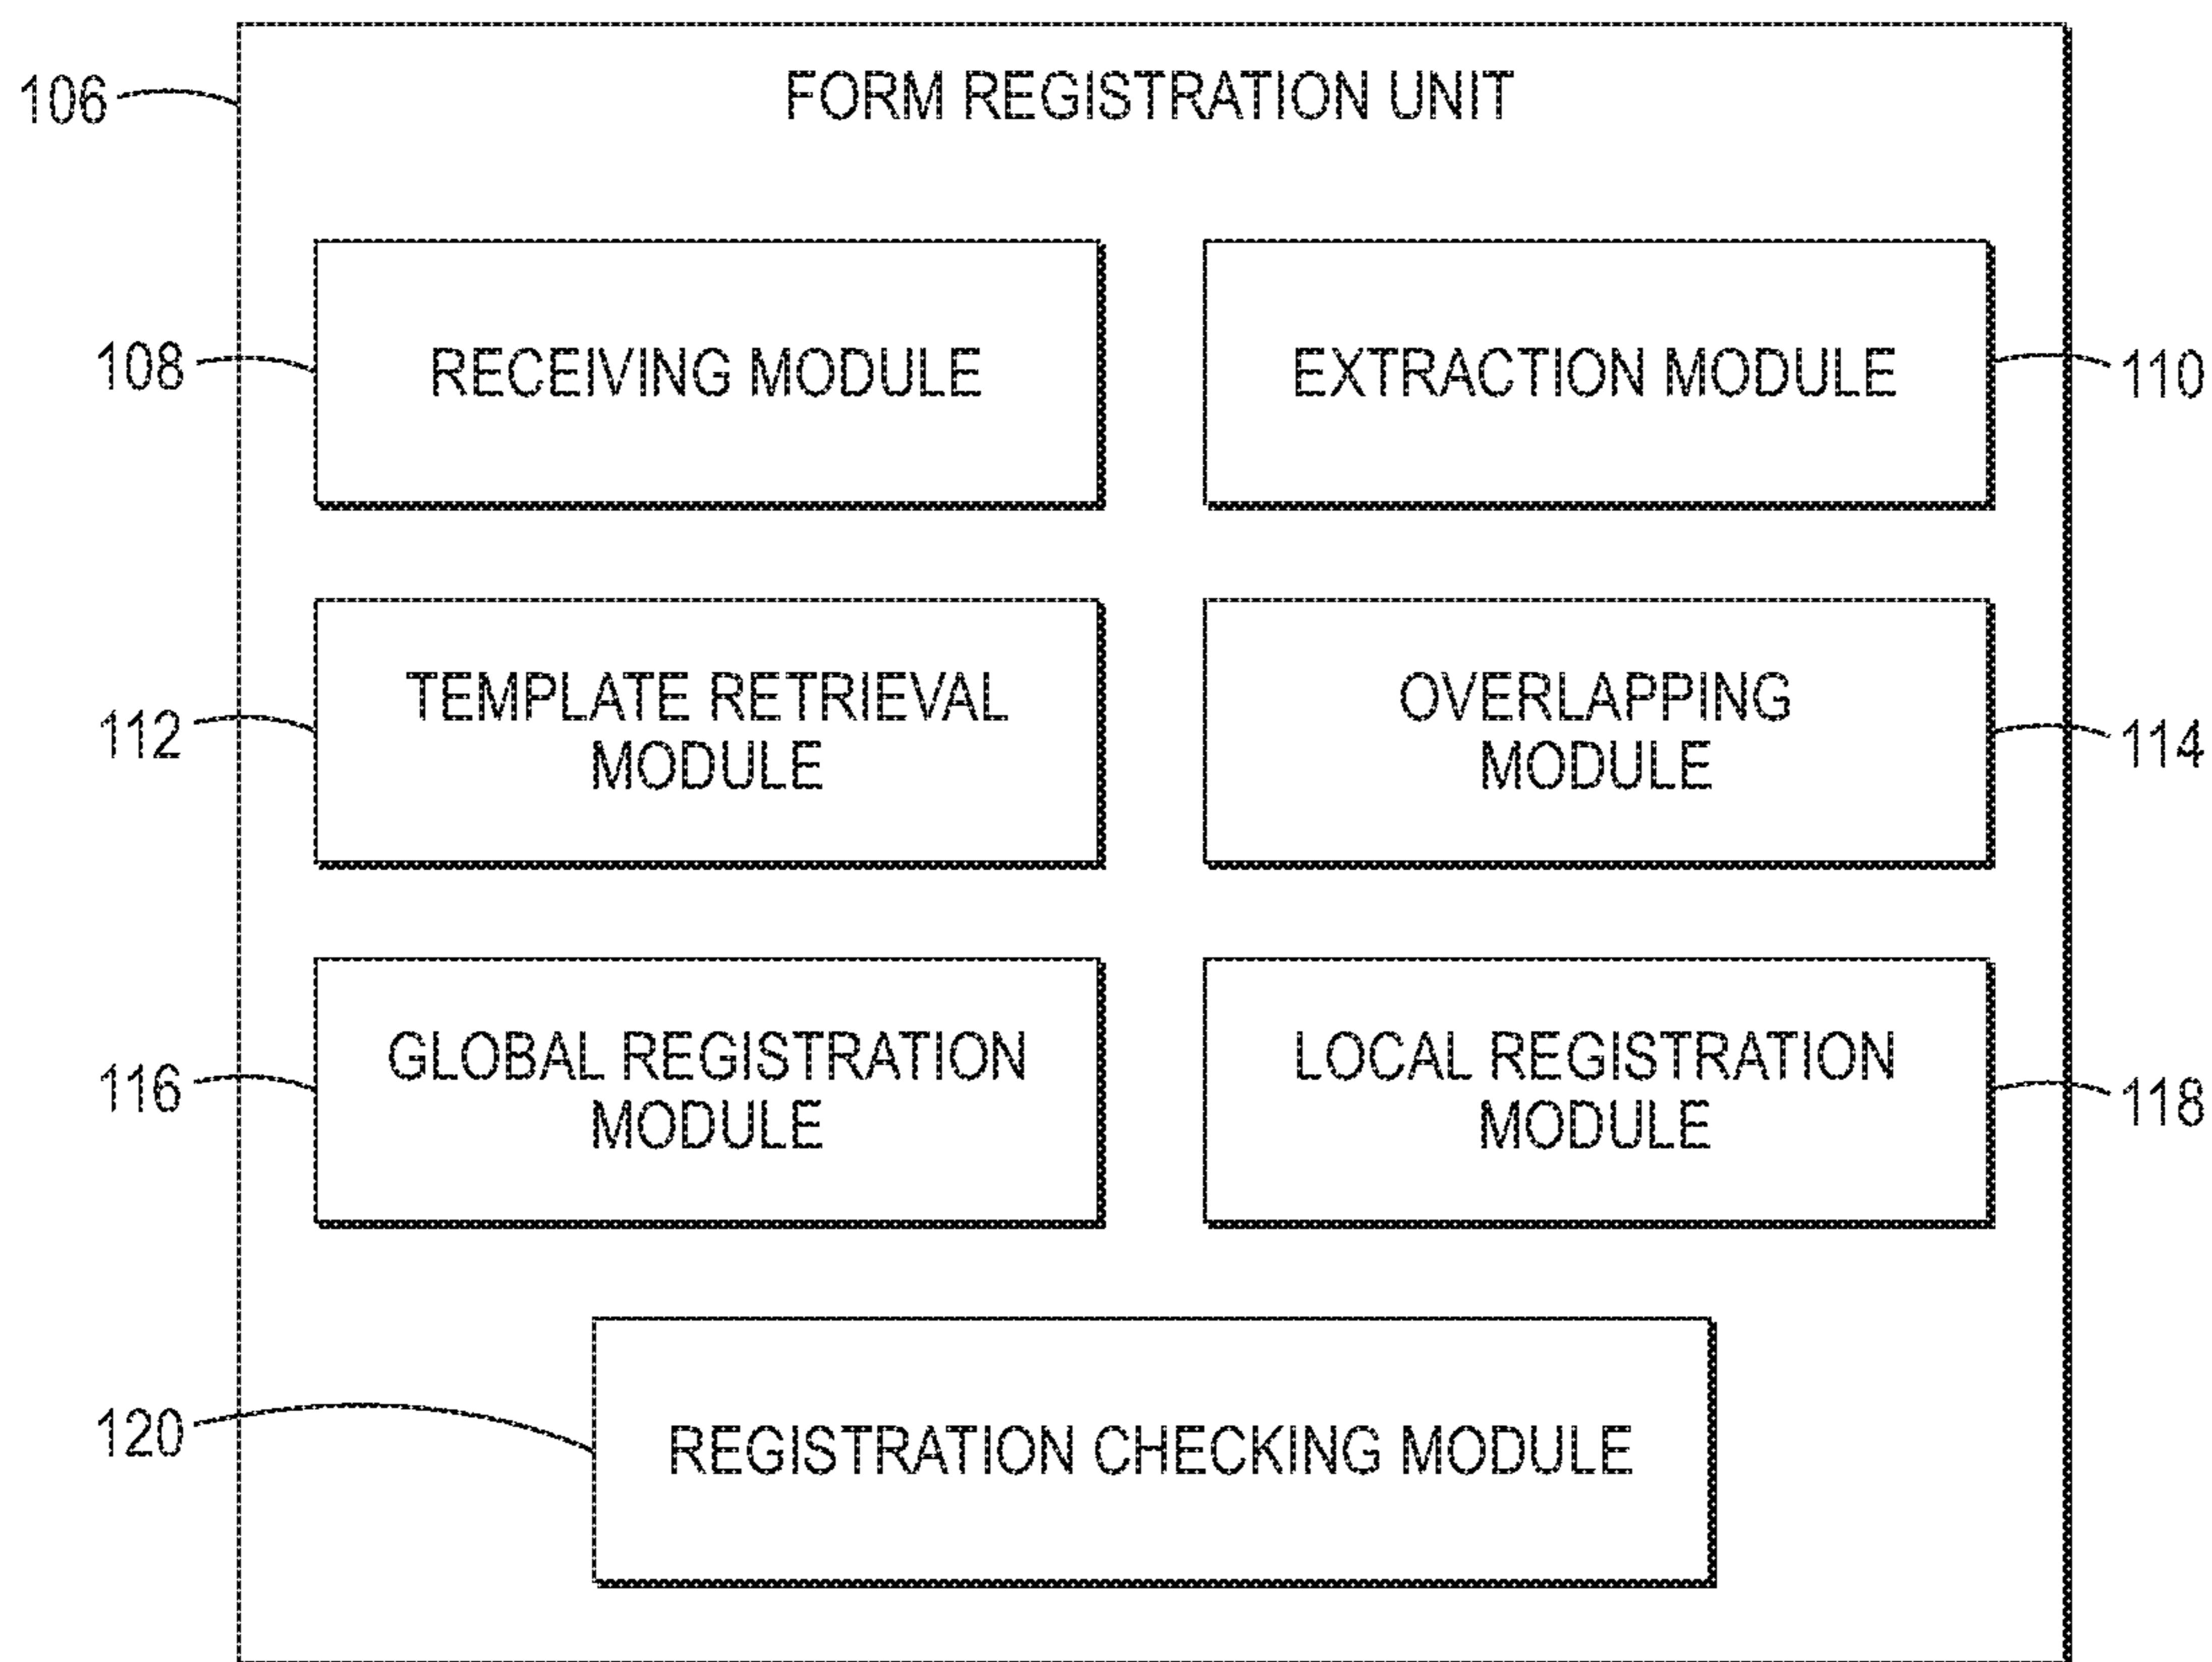 106
FORM REGISTRATION UNIT
108
RECEIVING MODULE
EXTRACTION MODULE
110
112
TEMPLATE RETRIEVAL
MODULE
OVERLAPPING
MODULE
114
116
GLOBAL REGISTRATION
MODULE
LOCAL REGISTRATION
MODULE
118
120
REGISTRATION CHECKING MODULE